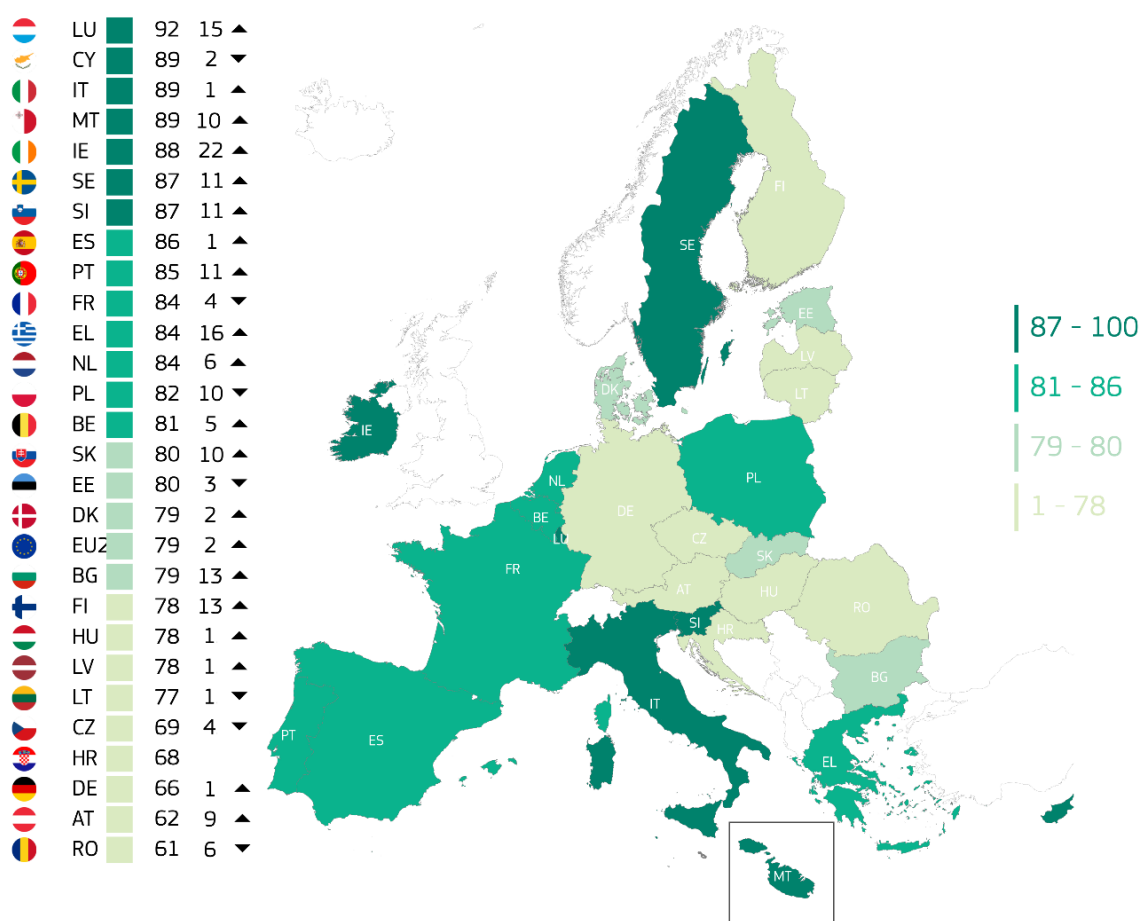 LU 92 15 ▲
CY 89 2 ▼
IT 89 1 ▲
MT 89 10 ▲
IE 88 22 ▲
SE 87 11 ▲
SI 87 11 ▲
ES 86 1 ▲
PT 85 11 ▲
FR 84 4 ▼
EL 84 16 ▲
NL 84 6 ▲
PL 82 10 ▼
BE 81 5 ▲
SK 80 10 ▲
EE 80 3 ▼
DK 79 2 ▲
EU2 79 2 ▲
BG 79 13 ▲
FI 78 13 ▲
HU 78 1 ▲
LV 78 1 ▲
LT 77 1 ▼
CZ 69 4 ▼
HR 68
DE 66 1 ▲
AT 62 9 ▲
RO 61 6 ▼
FI
SE
EE
LV
DK
LT
IE
PL
NL
DE
BE
LU
CZ
SK
FR
AT
HU
RO
SI
HR
BG
IT
PT
ES
EL
MT
87 - 100
81 - 86
79 - 80
1 - 78